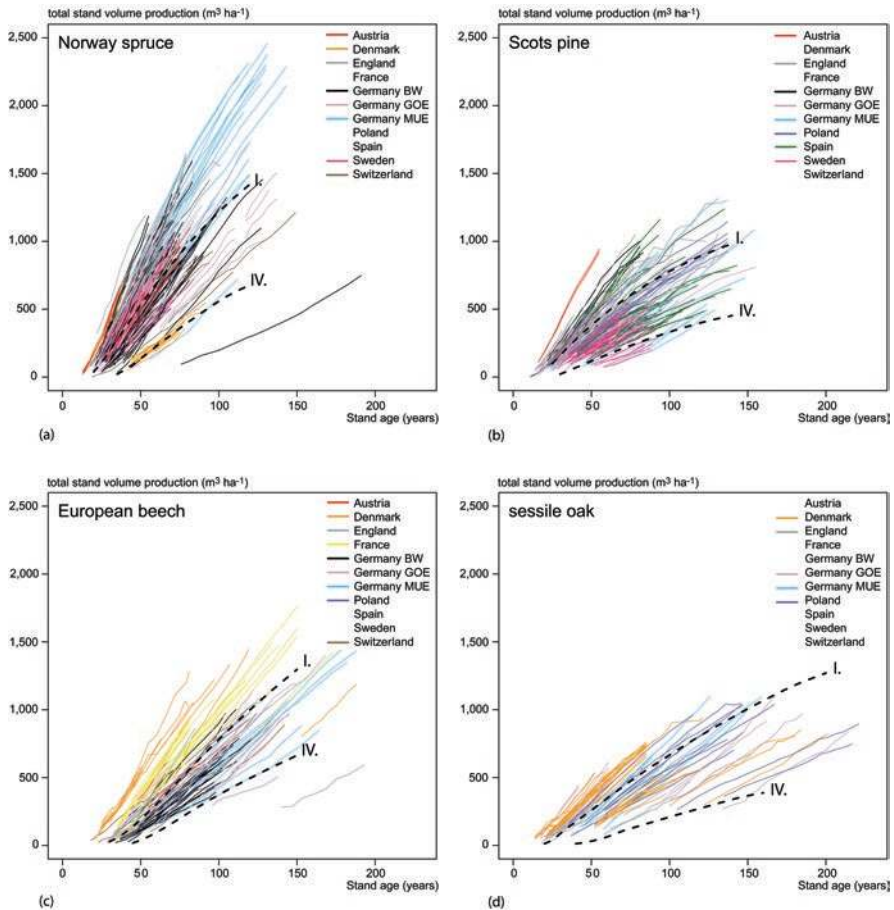 total stand volume production (m³ ha⁻¹)
Norway spruce
Austria
Denmark
England
France
Germany BW
Germany GOE
Germany MUE
Poland
Spain
Sweden
Switzerland
2,500
2,000
1,500
1,000
500
0
I.
IV.
0 50 100 150 200
Stand age (years)
(a)
total stand volume production (m³ ha⁻¹)
Scots pine
Austria
Denmark
England
France
Germany BW
Germany GOE
Germany MUE
Poland
Spain
Sweden
Switzerland
2,500
2,000
1,500
1,000
500
0
I.
IV.
0 50 100 150 200
Stand age (years)
(b)
total stand volume production (m³ ha⁻¹)
European beech
Austria
Denmark
England
France
Germany BW
Germany GOE
Germany MUE
Poland
Spain
Sweden
Switzerland
2,500
2,000
1,500
1,000
500
0
I.
IV.
0 50 100 150 200
Stand age (years)
(c)
total stand volume production (m³ ha⁻¹)
sessile oak
Austria
Denmark
England
France
Germany BW
Germany GOE
Germany MUE
Poland
Spain
Sweden
Switzerland
2,500
2,000
1,500
1,000
500
0
I.
IV.
0 50 100 150 200
Stand age (years)
(d)